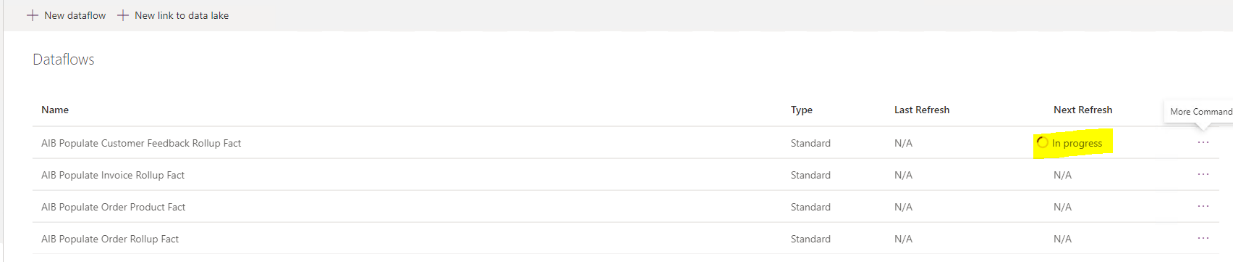 New dataflow New link to data lake
Dataflows
Name Type Last Refresh Next Refresh
More Command
AIB Populate Customer Feedback Rollup Fact Standard N/A In progress ...
AIB Populate Invoice Rollup Fact Standard N/A N/A ...
AIB Populate Order Product Fact Standard N/A N/A ...
AIB Populate Order Rollup Fact Standard N/A N/A ...